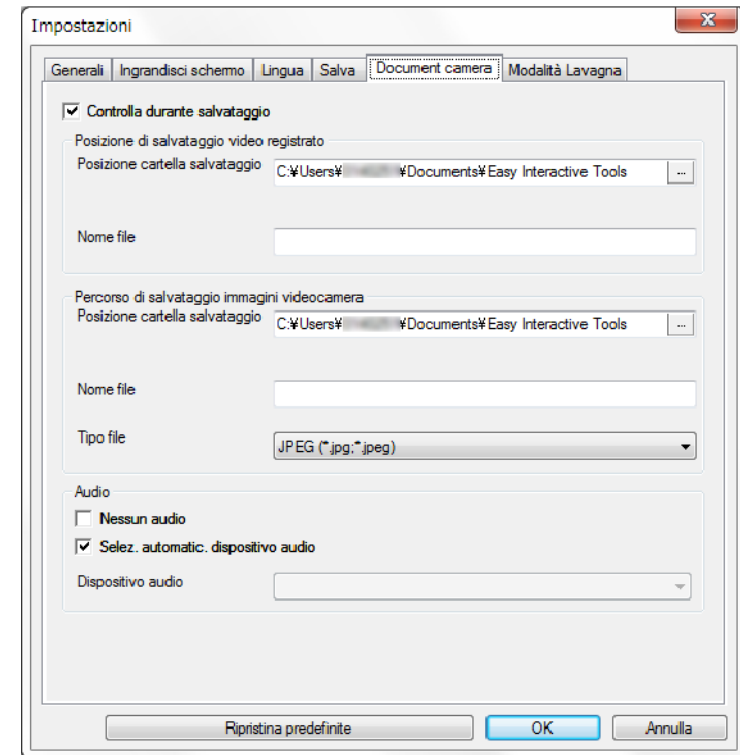 Impostazioni
Generali Ingrandisci schermo Lingua Salva Document camera Modalità Lavagna
Controlla durante salvataggio
Posizione di salvataggio video registrato
Posizione cartella salvataggio C:¥Users¥ ¥Documents¥Easy Interactive Tools ...
Nome file
Percorso di salvataggio immagini videocamera
Posizione cartella salvataggio C:¥Users¥ ¥Documents¥Easy Interactive Tools ...
Nome file
Tipo file JPEG (*.jpg;*.jpeg)
Audio
Nessun audio
Selez. automatic. dispositivo audio
Dispositivo audio
Ripristina predefinite OK Annulla